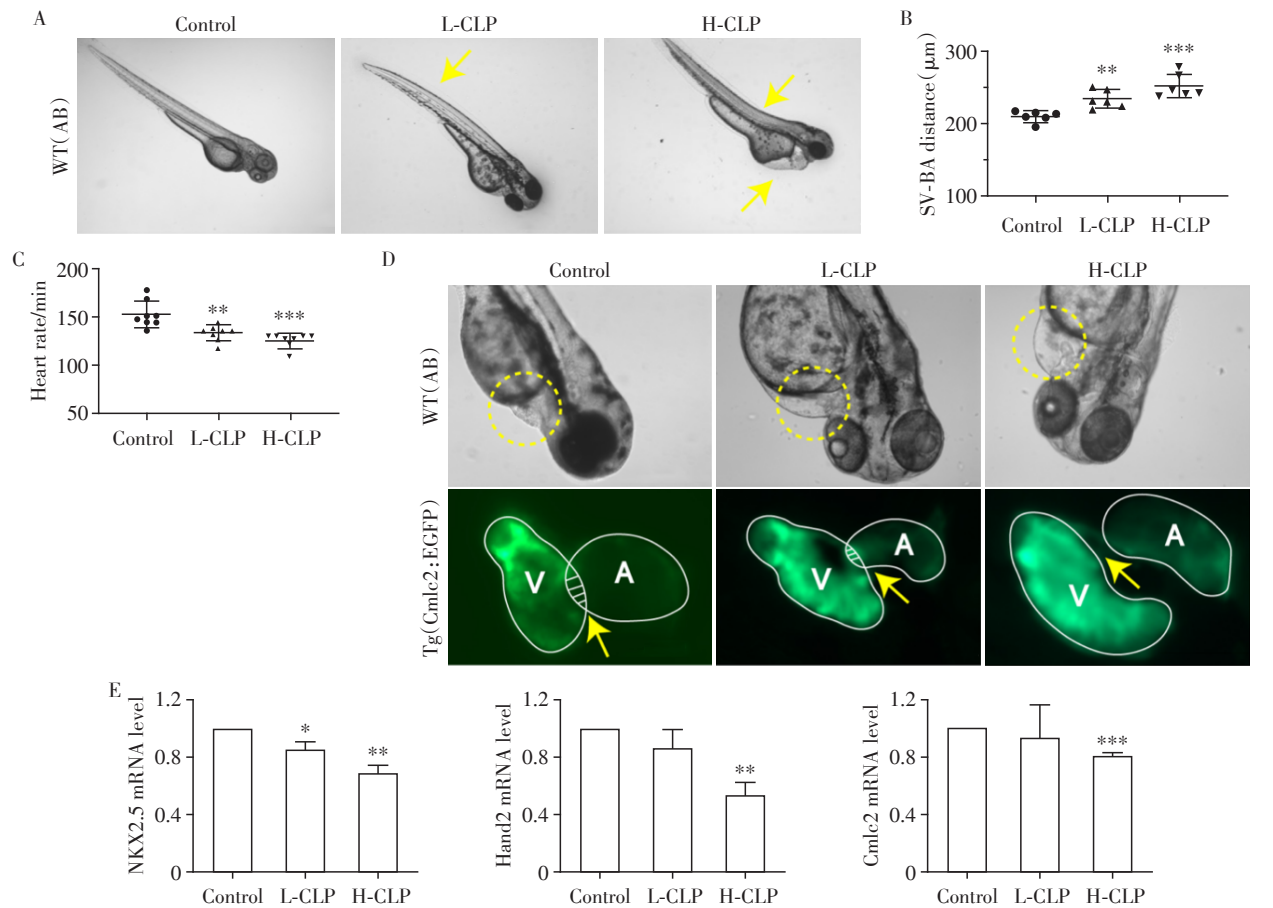 A
Control
L-CLP
H-CLP
WT(AB)
B
SV-BA distance(μm)
300
200
100
**
***
Control
L-CLP
H-CLP
C
Heart rate/min
200
150
100
50
**
***
Control
L-CLP
H-CLP
D
Control
L-CLP
H-CLP
WT(AB)
Tg(Cmlc2:EGFP)
V
A
V
A
V
A
E
NKX2.5 mRNA level
1.2
0.8
0.4
0
*
**
Control
L-CLP
H-CLP
Hand2 mRNA level
1.2
0.8
0.4
0
**
Control
L-CLP
H-CLP
Cmlc2 mRNA level
1.2
0.8
0.4
0
***
Control
L-CLP
H-CLP